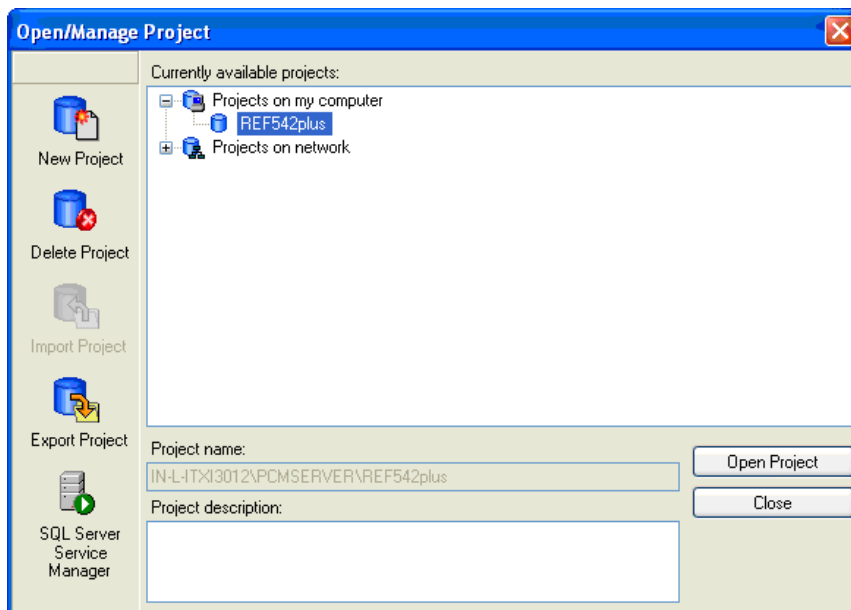 Open/Manage Project
Currently available projects:
Projects on my computer
REF542plus
Projects on network
New Project
Delete Project
Import Project
Export Project
SQL Server
Service
Manager
Project name:
IN-L-ITXI3012\PCMSERVER\REF542plus
Project description:
Open Project
Close